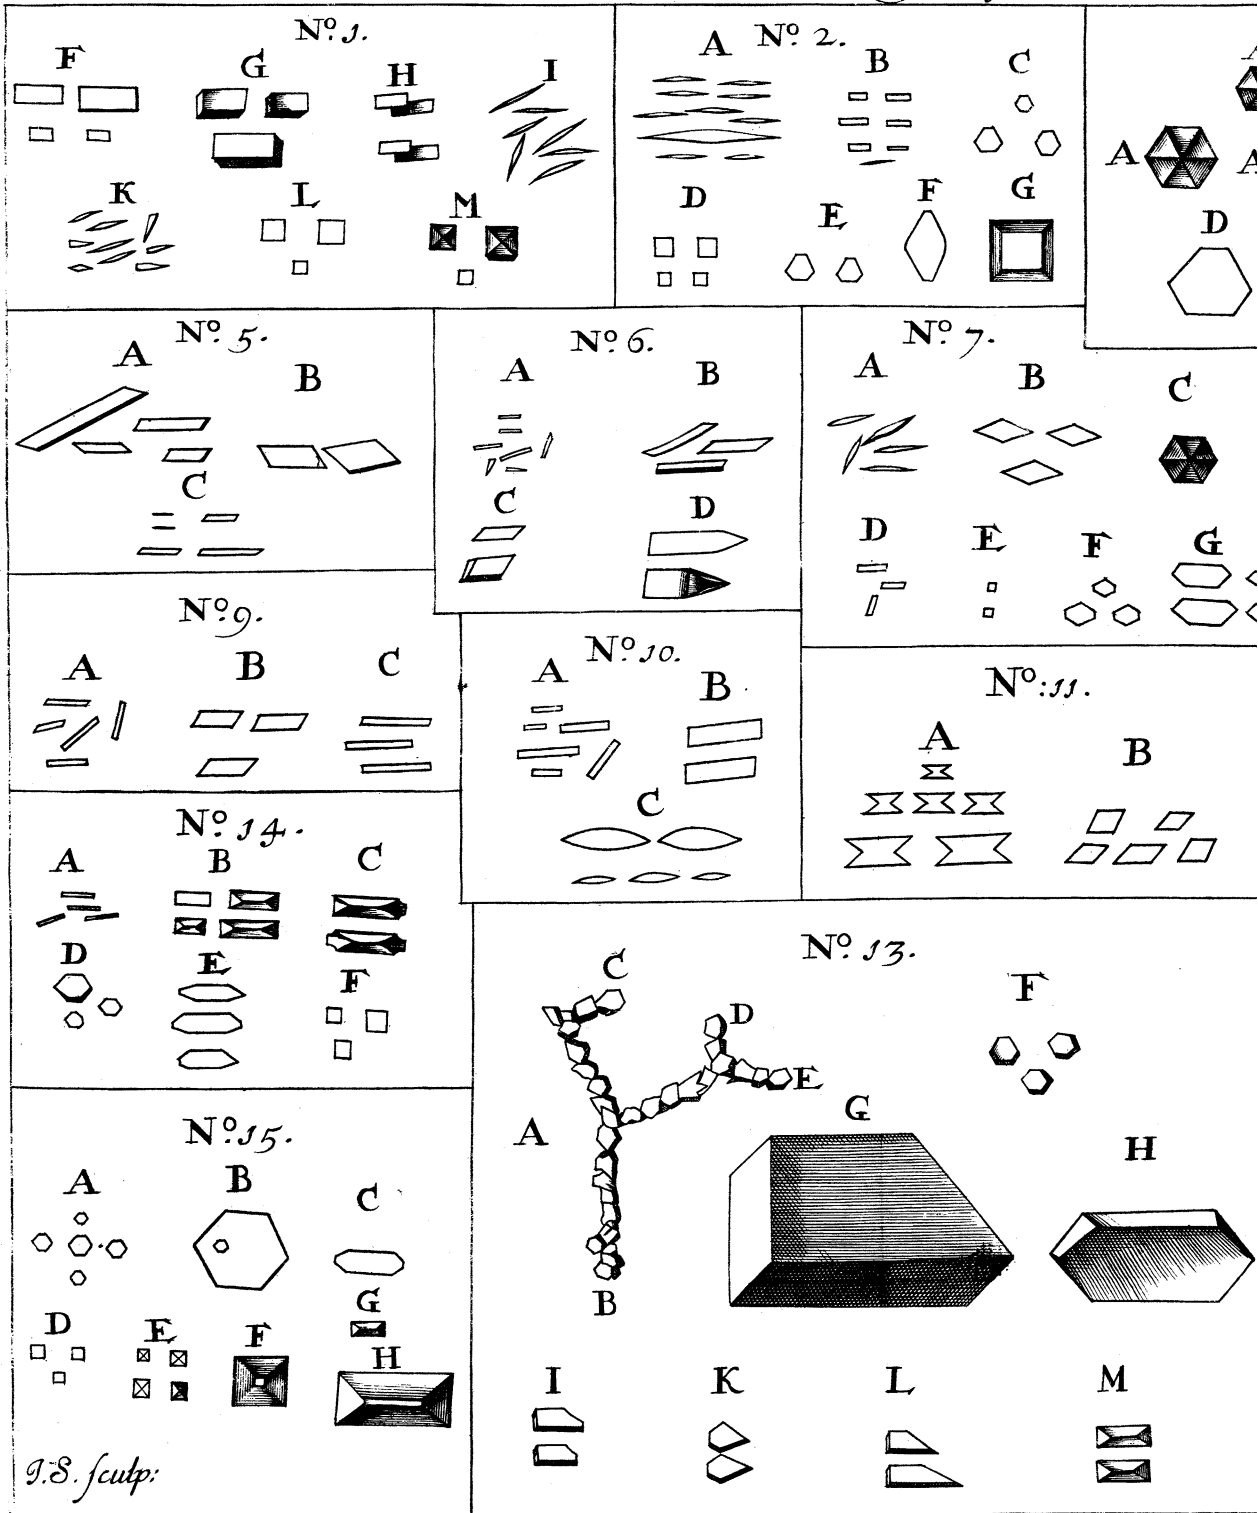 Nº. 1.
F G H I
K L M
Nº. 2.
A B C
D E F G
A
A A
D
Nº. 5.
A B
C
Nº. 6.
A B
C D
Nº. 7.
A B C
D E F G
Nº. 9.
A B C
Nº. 10.
A B
C
Nº: 11.
A B
Nº. 14.
A B C
D E F
Nº. 13.
C D E F
A G H
B
I K L M
Nº. 15.
A B C
D E F G
H
J.S. sculp: